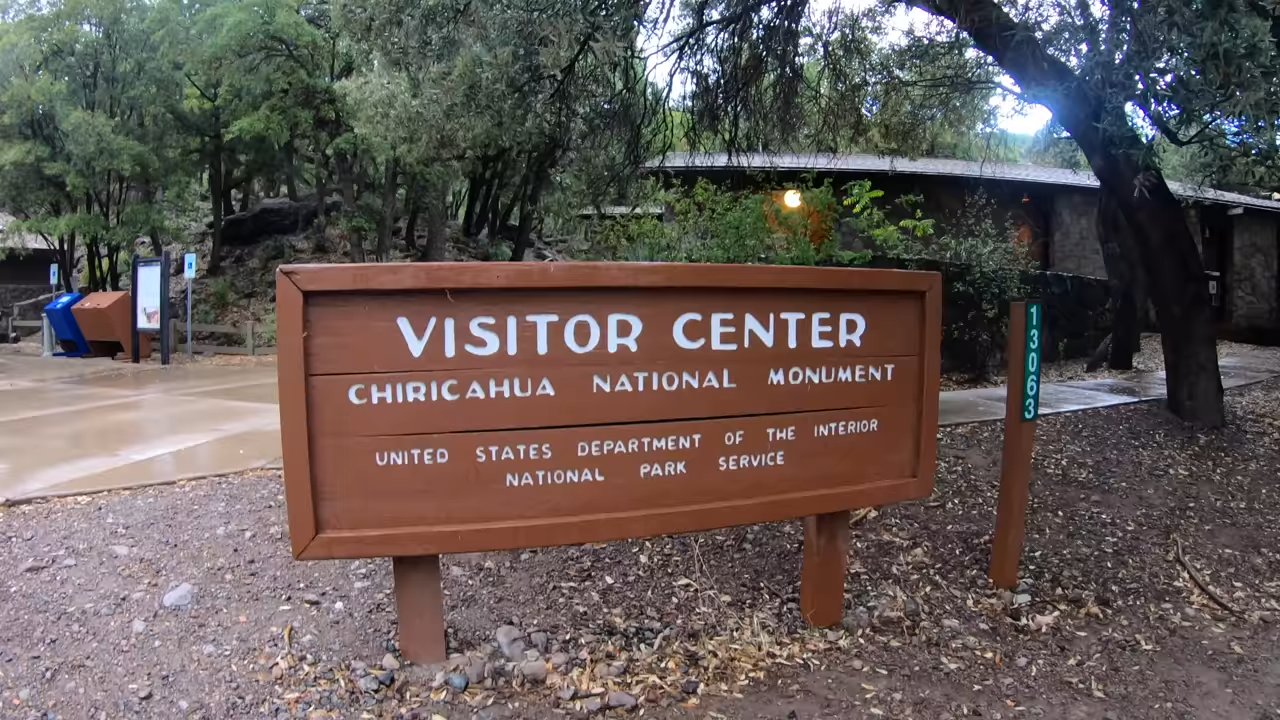 VISITOR CENTER
CHIRICAHUA NATIONAL MONUMENT
UNITED STATES DEPARTMENT OF THE INTERIOR
NATIONAL PARK SERVICE
13063